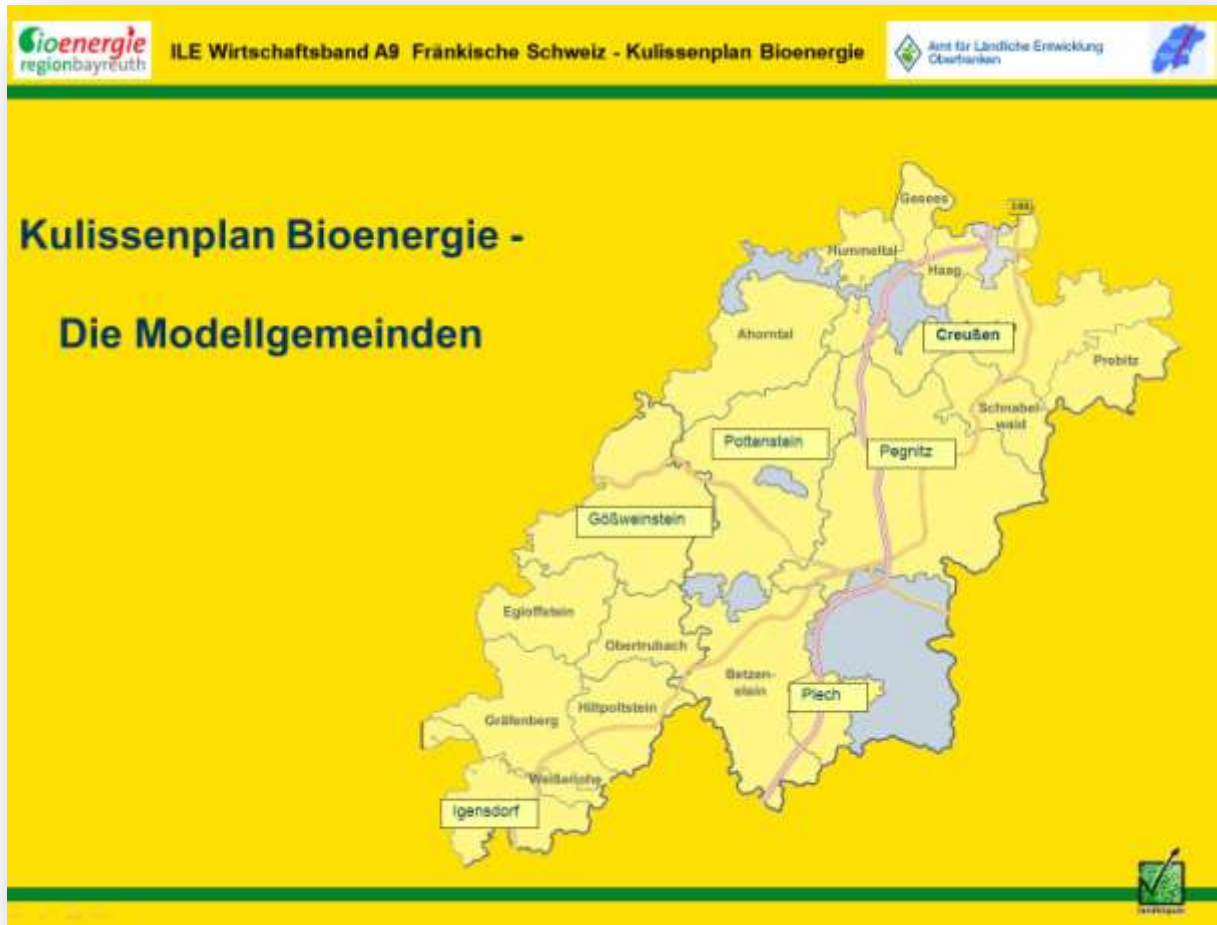 Bioenergie
regionbayreuth
ILE Wirtschaftsband A9 Fränkische Schweiz - Kulissenplan Bioenergie
Amt für Ländliche Entwicklung
Oberfranken
Kulissenplan Bioenergie -
Die Modellgemeinden
Gesees
Hummeltal
Haag
Ahorntal
Creußen
Prebitz
Schnabel-
waid
Pottenstein
Pegnitz
Gößweinstein
Egloffstein
Obertrubach
Betzen-
stein
Plech
Hiltpoltstein
Gräfenberg
Weißenohe
Igensdorf